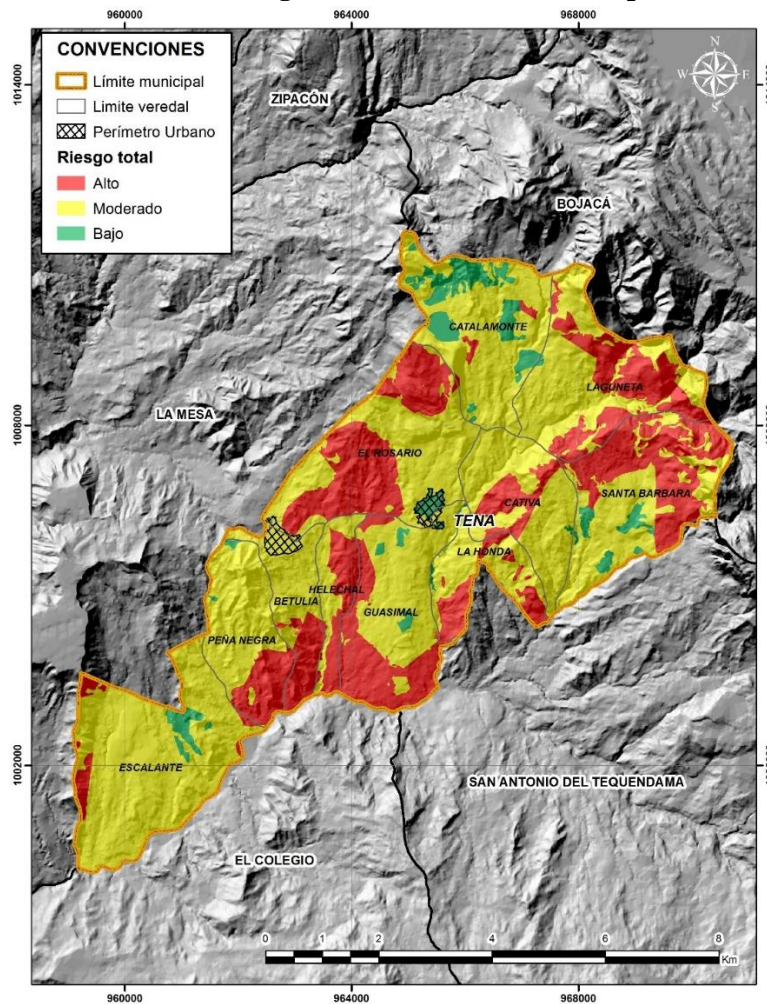 960000 964000 968000
CONVENCIONES
Límite municipal
Limite veredal
Perímetro Urbano
Riesgo total
Alto
Moderado
Bajo
N
W E
S
1014000
ZIPACÓN
BOJACÁ
CATALAMONTE
LAGUNETA
LA MESA
1008000
EL ROSARIO
SANTA BARBARA
CATIVA
TENA
LA HONDA
HELECHAL
BETULIA
GUASIMAL
PEÑA NEGRA
ESCALANTE
1002000
SAN ANTONIO DEL TEQUENDAMA
EL COLEGIO
0 1 2 4 6 8
Km
960000 964000 968000